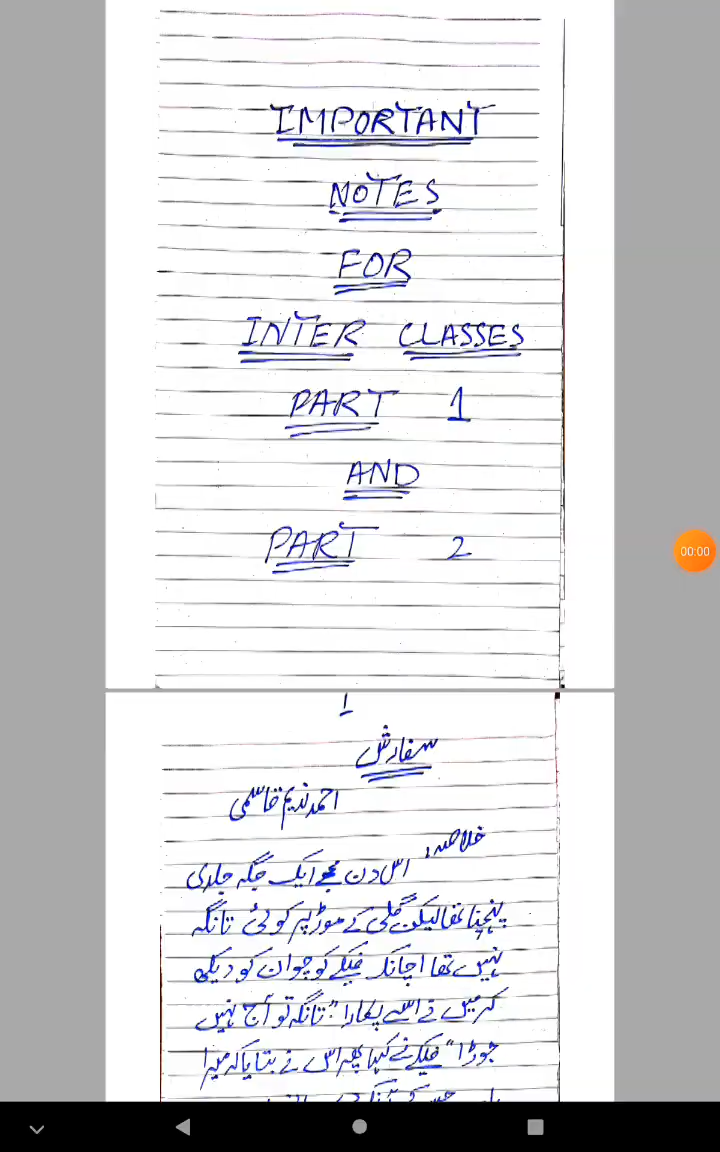 IMPORTANT
NOTES
FOR
INTER CLASSES
PART 1
AND
PART 2
00:00
1
سفارش
احمد ندیم قاسمی
خلاصہ: اس دن مجھے ایک جگہ جلدی
پہنچنا تھا لیکن گلی کے موڑ پر کوئی تانگہ
نہیں تھا اچانک فیکے کوچوان کو دیکھ
کر میں نے اسے پکارا "تانگہ تو آج نہیں
جوڑا" فیکے نے کہا پھر اس نے بتایا کہ میرا